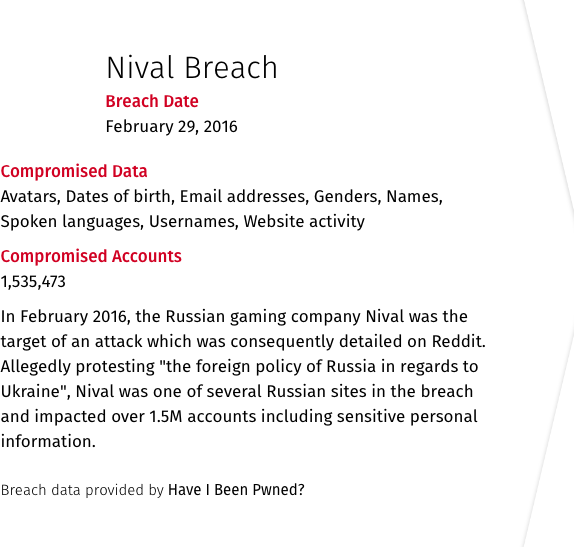 Nival Breach
Breach Date
February 29, 2016
Compromised Data
Avatars, Dates of birth, Email addresses, Genders, Names,
Spoken languages, Usernames, Website activity
Compromised Accounts
1,535,473
In February 2016, the Russian gaming company Nival was the
target of an attack which was consequently detailed on Reddit.
Allegedly protesting "the foreign policy of Russia in regards to
Ukraine", Nival was one of several Russian sites in the breach
and impacted over 1.5M accounts including sensitive personal
information.
Breach data provided by Have I Been Pwned?